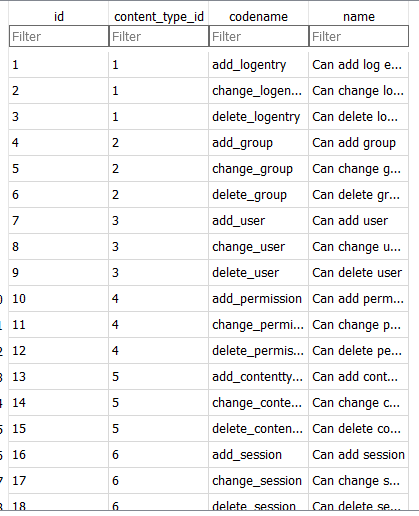 id content_type_id codename name
Filter Filter Filter Filter
1 1 add_logentry Can add log e...
2 1 change_logen... Can change lo...
3 1 delete_logentry Can delete lo...
4 2 add_group Can add group
5 2 change_group Can change g...
6 2 delete_group Can delete gr...
7 3 add_user Can add user
8 3 change_user Can change u...
9 3 delete_user Can delete user
0 10 4 add_permission Can add perm...
1 11 4 change_permi... Can change p...
2 12 4 delete_permis... Can delete pe...
3 13 5 add_contentty... Can add cont...
4 14 5 change_conte... Can change c...
5 15 5 delete_conten... Can delete co...
6 16 6 add_session Can add session
7 17 6 change_session Can change s...
8 18 6 delete_session Can delete se...